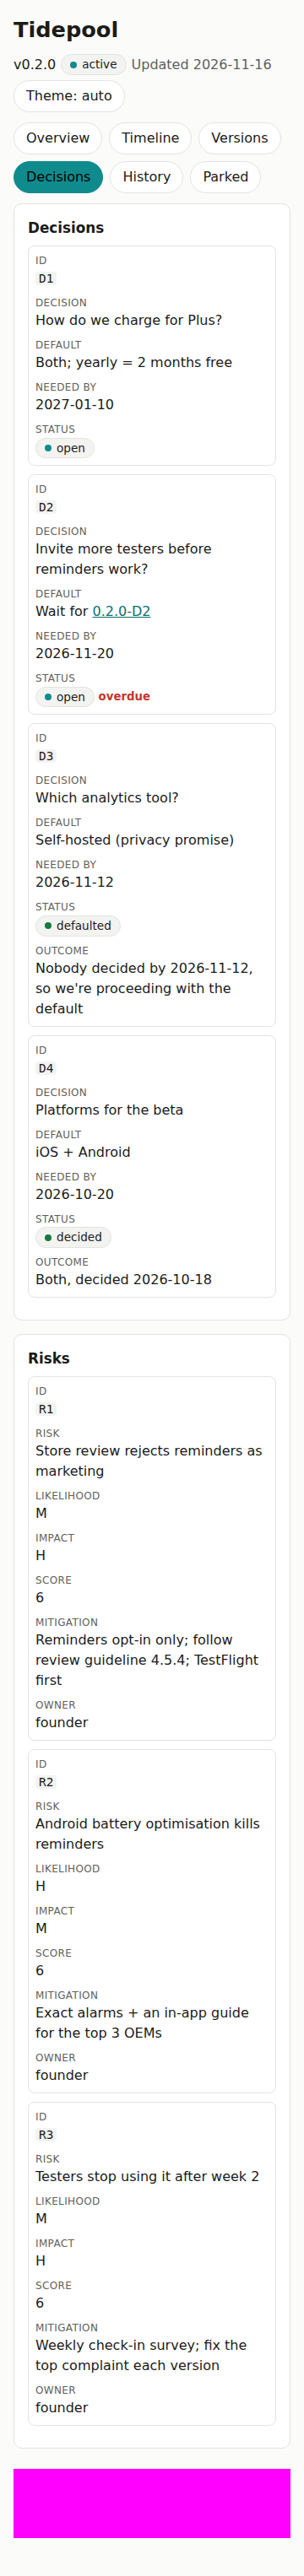 Tidepool
v0.2.0 active Updated 2026-11-16
Theme: auto
Overview Timeline Versions
Decisions History Parked
Decisions
ID
D1
DECISION
How do we charge for Plus?
DEFAULT
Both; yearly = 2 months free
NEEDED BY
2027-01-10
STATUS
open
ID
D2
DECISION
Invite more testers before
reminders work?
DEFAULT
Wait for 0.2.0-D2
NEEDED BY
2026-11-20
STATUS
open overdue
ID
D3
DECISION
Which analytics tool?
DEFAULT
Self-hosted (privacy promise)
NEEDED BY
2026-11-12
STATUS
defaulted
OUTCOME
Nobody decided by 2026-11-12,
so we're proceeding with the
default
ID
D4
DECISION
Platforms for the beta
DEFAULT
iOS + Android
NEEDED BY
2026-10-20
STATUS
decided
OUTCOME
Both, decided 2026-10-18
Risks
ID
R1
RISK
Store review rejects reminders as
marketing
LIKELIHOOD
M
IMPACT
H
SCORE
6
MITIGATION
Reminders opt-in only; follow
review guideline 4.5.4; TestFlight
first
OWNER
founder
ID
R2
RISK
Android battery optimisation kills
reminders
LIKELIHOOD
H
IMPACT
M
SCORE
6
MITIGATION
Exact alarms + an in-app guide
for the top 3 OEMs
OWNER
founder
ID
R3
RISK
Testers stop using it after week 2
LIKELIHOOD
M
IMPACT
H
SCORE
6
MITIGATION
Weekly check-in survey; fix the
top complaint each version
OWNER
founder